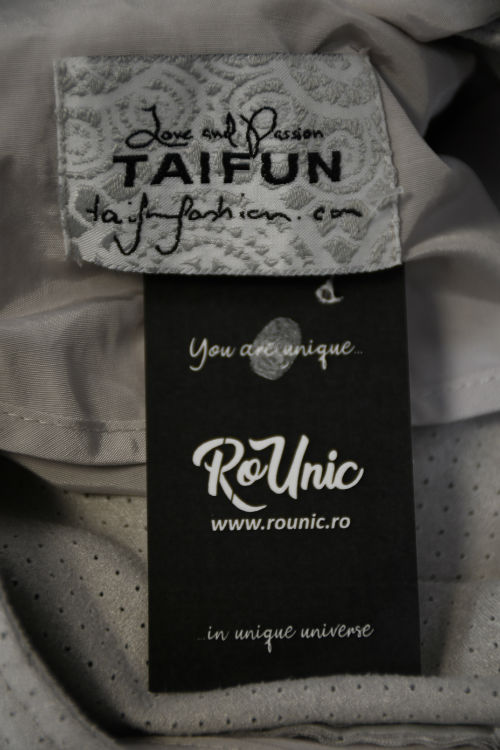 Love and Passion
TAIFUN
taifunfashion.com
d
You are unique...
RoUnic
www.rounic.ro
...in unique universe